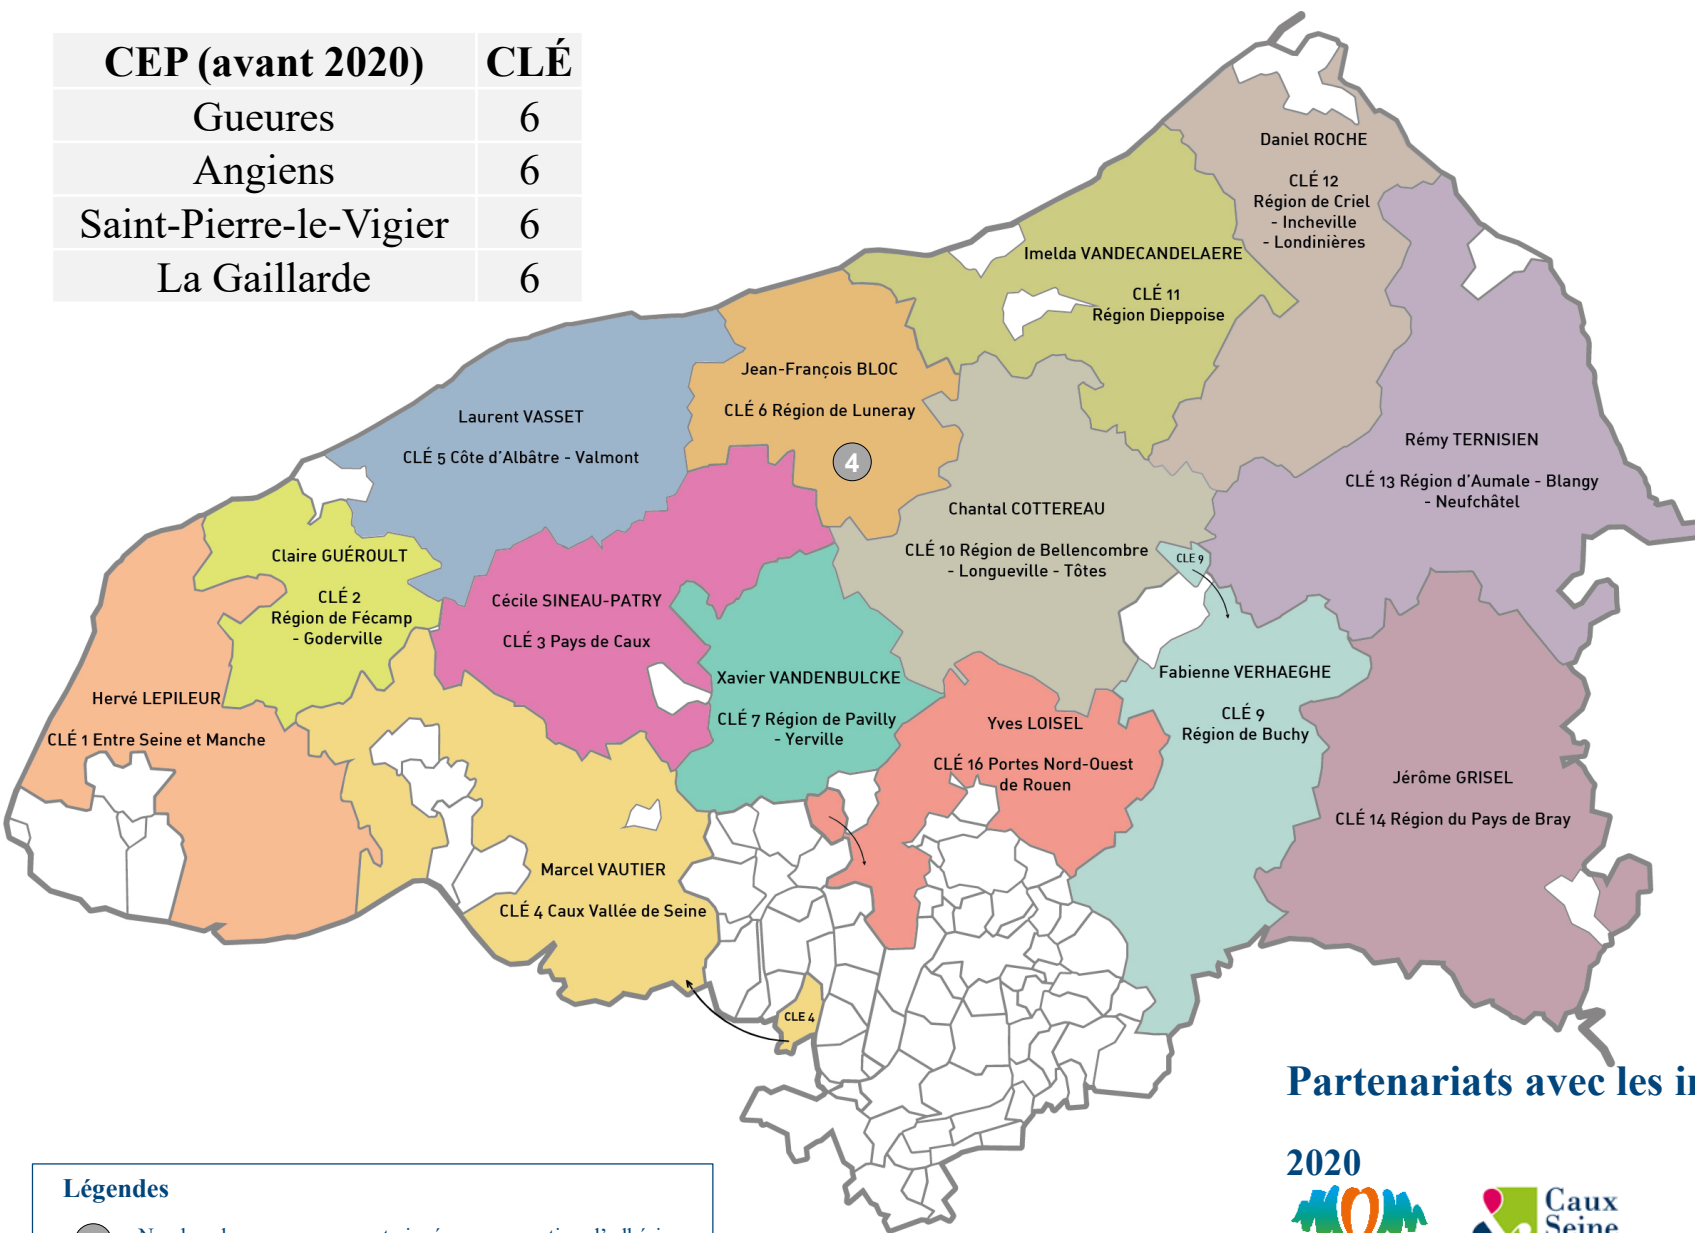 CEP (avant 2020) CLÉ
Gueures 6
Angiens 6
Saint-Pierre-le-Vigier 6
La Gaillarde 6
Daniel ROCHE
CLÉ 12
Région de Criel
- Incheville
- Londinières
Imelda VANDECANDELAERE
CLÉ 11
Région Dieppoise
Jean-François BLOC
CLÉ 6 Région de Luneray
4
Laurent VASSET
CLÉ 5 Côte d'Albâtre - Valmont
Rémy TERNISIEN
CLÉ 13 Région d'Aumale - Blangy
- Neufchâtel
Chantal COTTEREAU
CLÉ 10 Région de Bellencombre
- Longueville - Tôtes
CLE 9
Claire GUÉROULT
CLÉ 2
Région de Fécamp
- Goderville
Cécile SINEAU-PATRY
CLÉ 3 Pays de Caux
Hervé LEPILEUR
CLÉ 1 Entre Seine et Manche
Xavier VANDENBULCKE
CLÉ 7 Région de Pavilly
- Yerville
Fabienne VERHAEGHE
CLÉ 9
Région de Buchy
Yves LOISEL
CLÉ 16 Portes Nord-Ouest
de Rouen
Jérôme GRISEL
CLÉ 14 Région du Pays de Bray
Marcel VAUTIER
CLÉ 4 Caux Vallée de Seine
CLE 4
Partenariats avec les
2020
Caux
Seine
Légendes